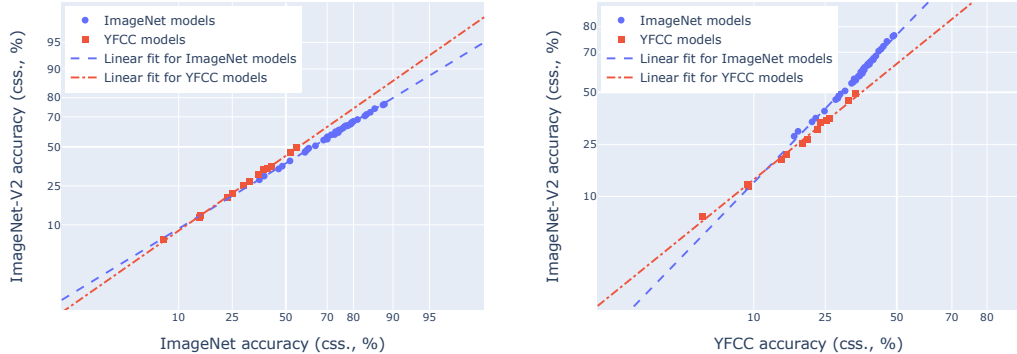 ImageNet-V2 accuracy (css., %)
95
90
80
70
50
25
10
ImageNet models
YFCC models
Linear fit for ImageNet models
Linear fit for YFCC models
10 25 50 70 80 90 95
ImageNet accuracy (css., %)
ImageNet-V2 accuracy (css., %)
80
70
50
25
10
ImageNet models
YFCC models
Linear fit for ImageNet models
Linear fit for YFCC models
10 25 50 70 80
YFCC accuracy (css., %)